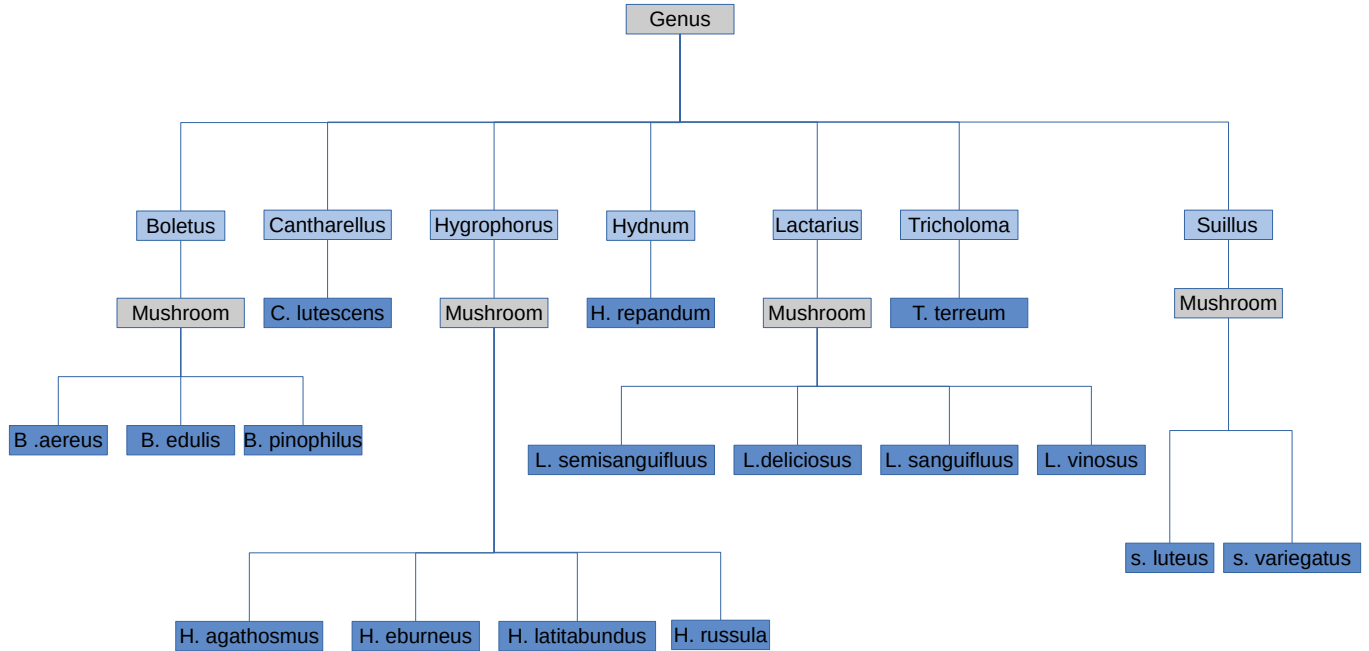 Genus
Boletus
Cantharellus
Hygrophorus
Hydnum
Lactarius
Tricholoma
Suillus
Mushroom
C. lutescens
Mushroom
H. repandum
Mushroom
T. terreum
Mushroom
B .aereus
B. edulis
B. pinophilus
L. semisanguifluus
L.deliciosus
L. sanguifluus
L. vinosus
s. luteus
s. variegatus
H. agathosmus
H. eburneus
H. latitabundus
H. russula